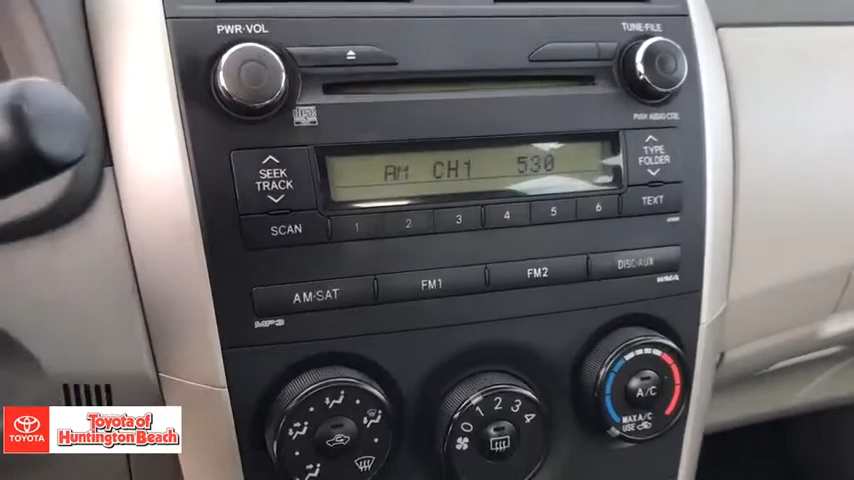 PWR·VOL
TUNE·FILE
PUSH AUDIO CTRL
SEEK
TRACK
AM CH1 530
TYPE
FOLDER
SCAN
1 2 3 4 5 6
TEXT
AM·SAT
FM1
FM2
DISC·AUX
MP3
WMA
1 2 3 4
A/C
MAX A/C
USE
TOYOTA
Toyota of
Huntington Beach